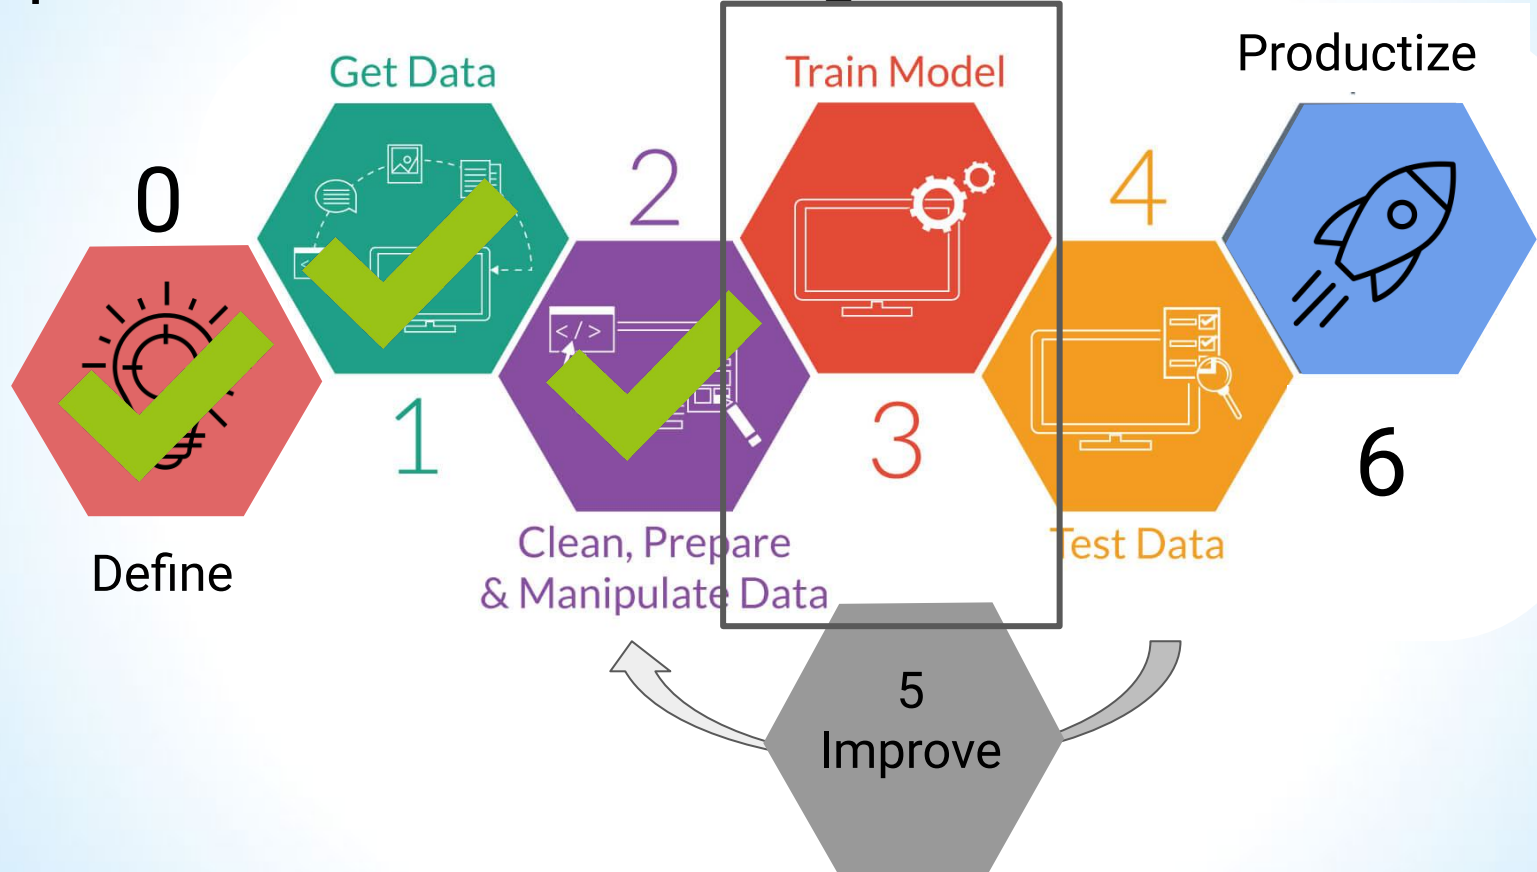 Get Data
Train Model
Productize
0
2
4
</>
1
3
6
Define
Clean, Prepare
& Manipulate Data
Test Data
5
Improve